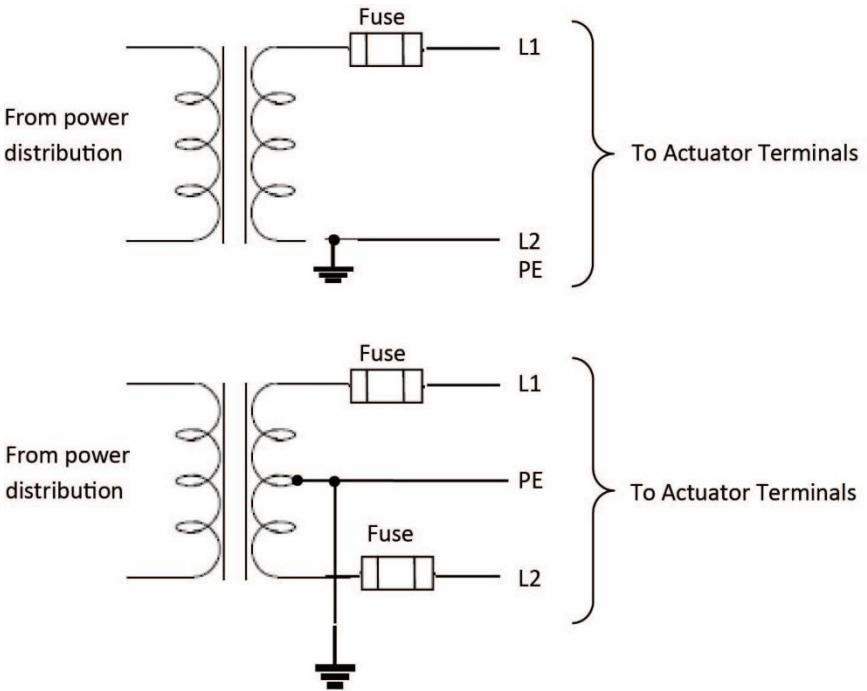 Fuse
L1
From power
distribution
To Actuator Terminals
L2
PE
Fuse
L1
From power
distribution
PE
To Actuator Terminals
Fuse
L2